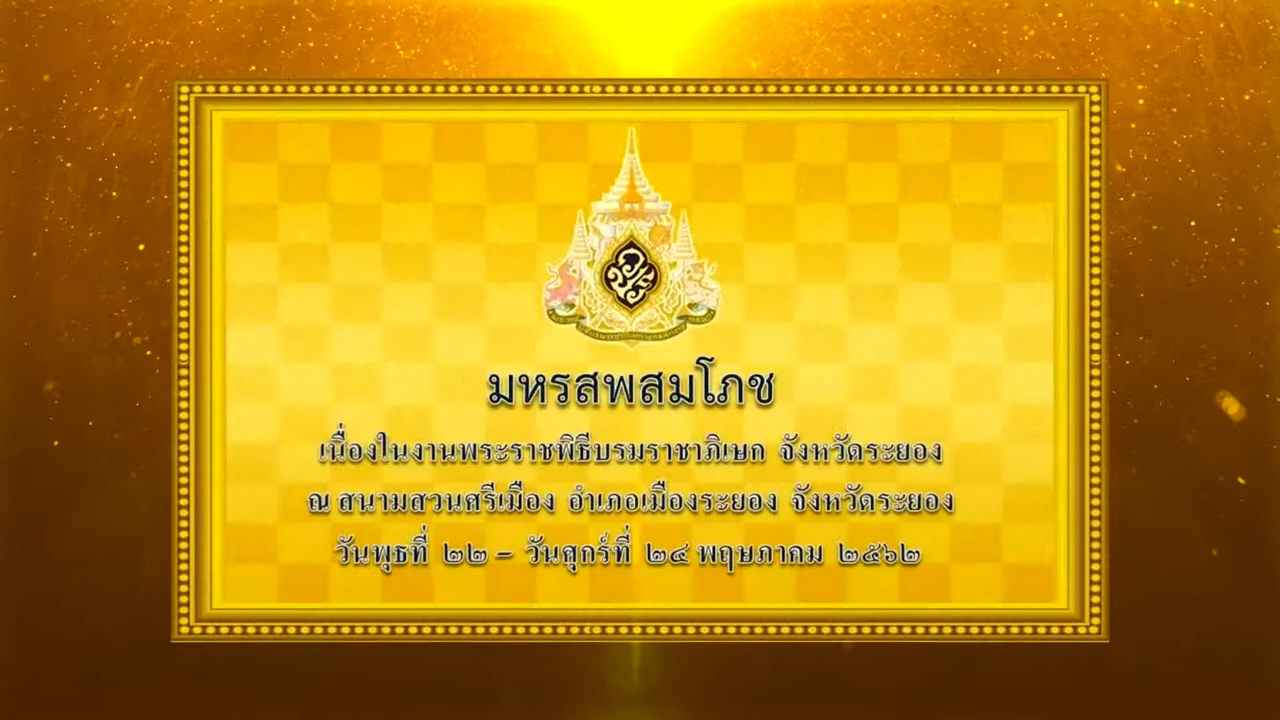 มหรสพสมโภช
เนื่องในงานพระราชพิธีบรมราชาภิเษก จังหวัดระยอง
ณ สนามสวนศรีเมือง อำเภอเมืองระยอง จังหวัดระยอง
วันพุธที่ ๒๒ – วันศุกร์ที่ ๒๔ พฤษภาคม ๒๕๖๒